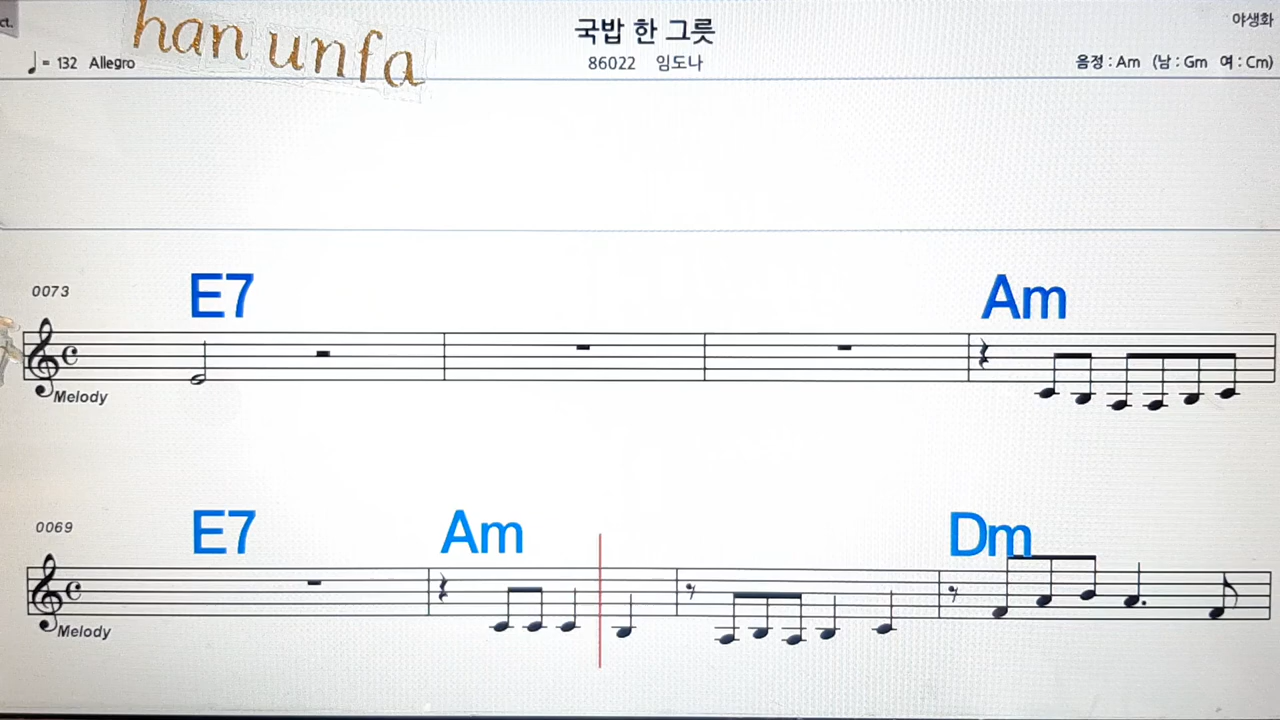 ct.
han unfa
국밥 한 그릇
야생화
♩= 132 Allegro
86022 임도나
음정 : Am (남 : Gm 여 : Cm)
E7 Am
0073
Melody
E7 Am Dm
0069
Melody